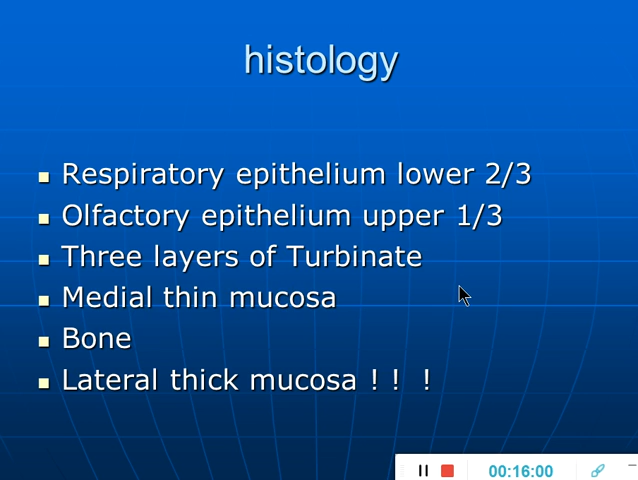 histology
Respiratory epithelium lower 2/3
Olfactory epithelium upper 1/3
Three layers of Turbinate
Medial thin mucosa
Bone
Lateral thick mucosa ! ! !
00:16:00